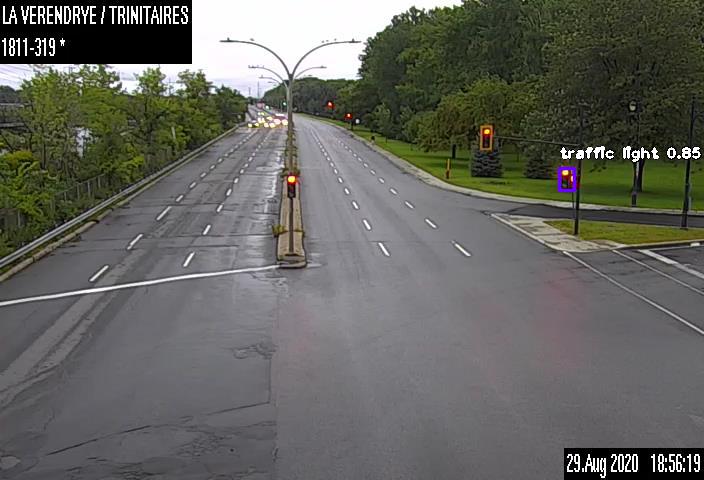 LA VERENDRYE / TRINITAIRES
1811-319 *
traffic light 0.85
29.Aug 2020 18:56:19